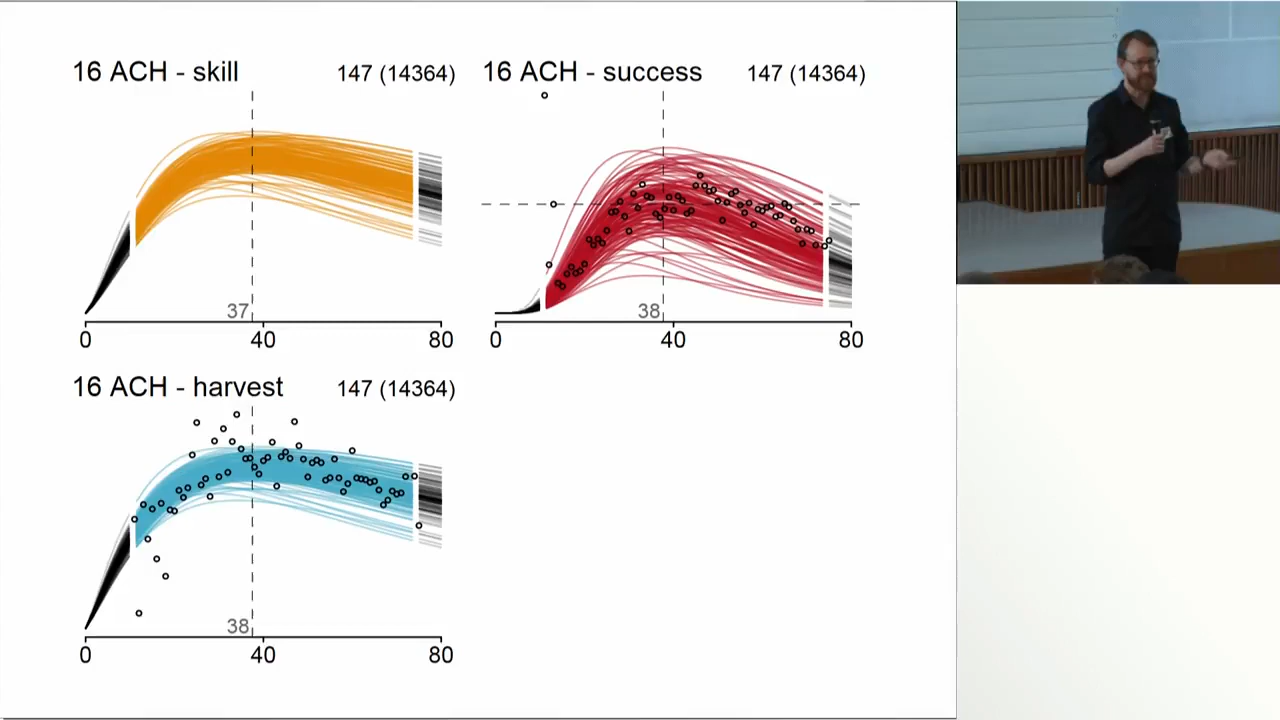 16 ACH - skill 147 (14364)
37
0 40 80
16 ACH - success 147 (14364)
38
0 40 80
16 ACH - harvest 147 (14364)
38
0 40 80